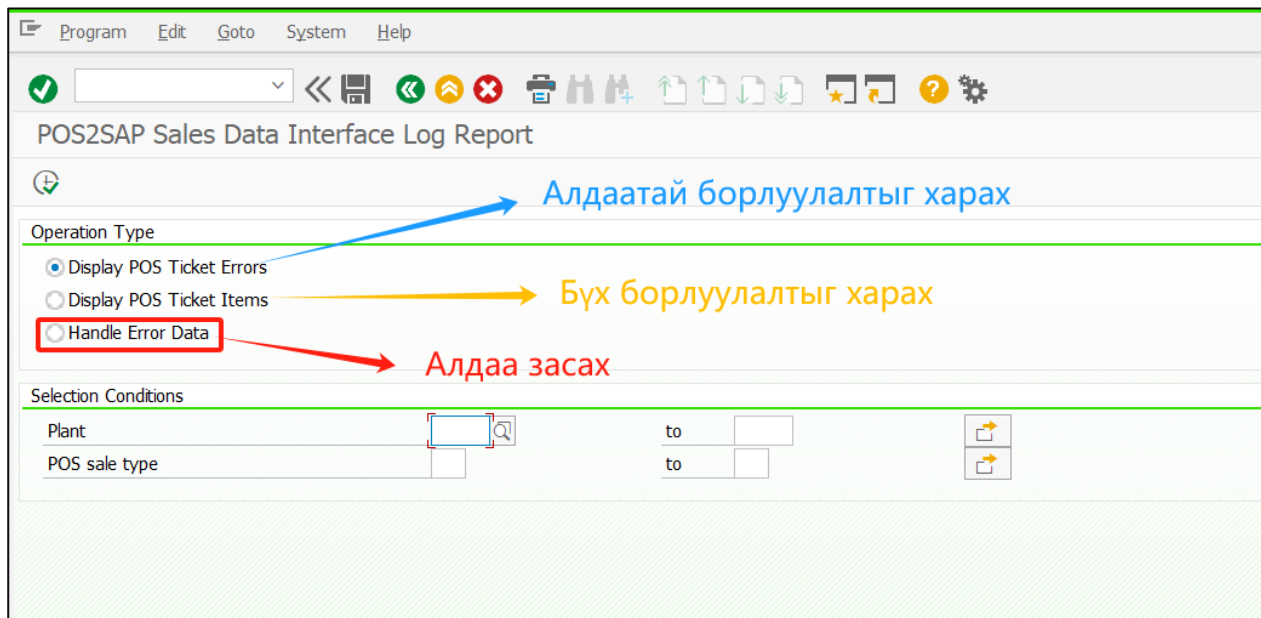 Program Edit Goto System Help
POS2SAP Sales Data Interface Log Report
Алдаатай борлуулалтыг харах
Operation Type
Display POS Ticket Errors
Display POS Ticket Items
Бүх борлуулалтыг харах
Handle Error Data
Алдаа засах
Selection Conditions
Plant to
POS sale type to